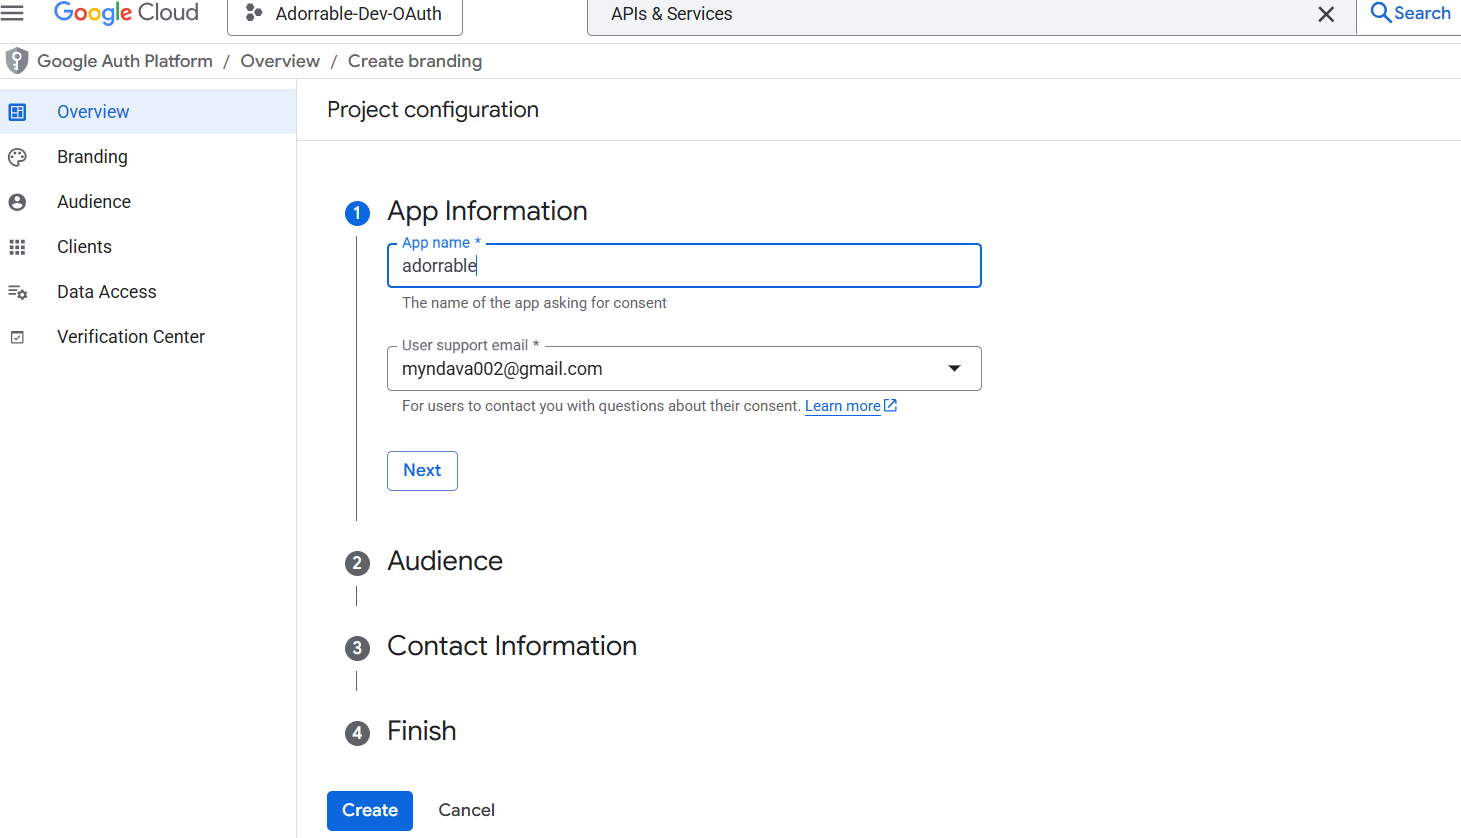 Google Cloud
Adorrable-Dev-OAuth
APIs & Services
Search
Google Auth Platform / Overview / Create branding
Overview
Branding
Audience
Clients
Data Access
Verification Center
Project configuration
1 App Information
App name *
adorrable
The name of the app asking for consent
User support email *
myndava002@gmail.com
For users to contact you with questions about their consent. Learn more
Next
2 Audience
3 Contact Information
4 Finish
Create Cancel